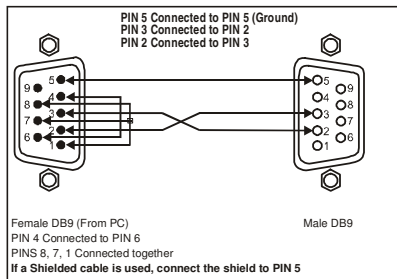 PIN 5 Connected to PIN 5 (Ground)
PIN 3 Connected to PIN 2
PIN 2 Connected to PIN 3
5
9
4
8
3
7
2
6
1
5
9
4
8
3
7
2
6
1
Female DB9 (From PC)
Male DB9
PIN 4 Connected to PIN 6
PINS 8, 7, 1 Connected together
If a Shielded cable is used, connect the shield to PIN 5